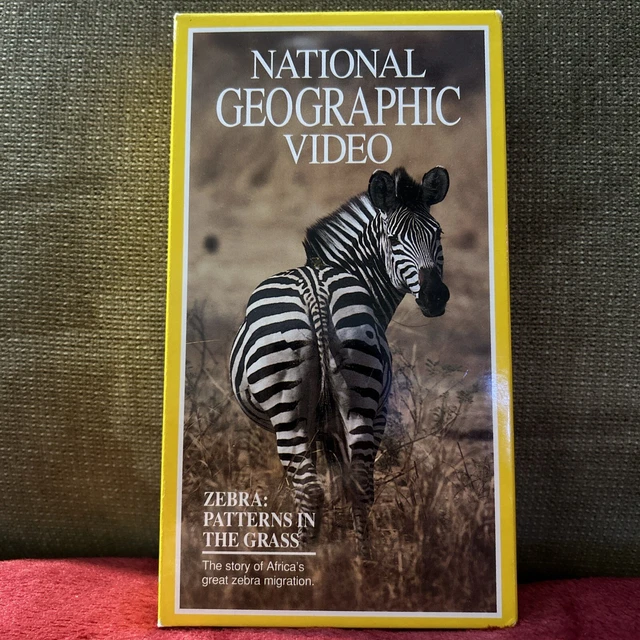 NATIONAL
GEOGRAPHIC
VIDEO
ZEBRA:
PATTERNS IN
THE GRASS
The story of Africa's
great zebra migration.